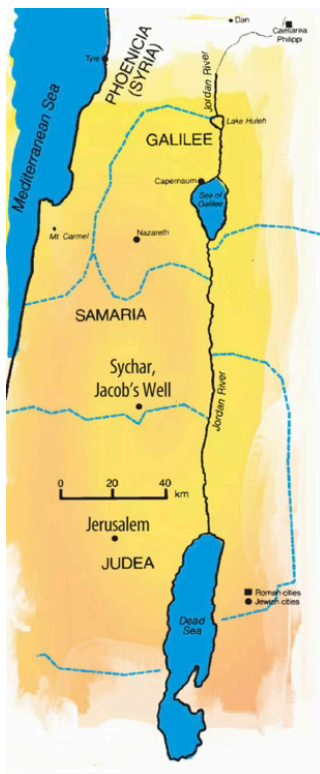 Dan
Caesarea
Philippi
Tyre
PHOENICIA
(SYRIA)
Jordan River
Mediterranean Sea
Lake Huleh
GALILEE
Capernaum
Sea of
Galilee
Mt. Carmel
Nazareth
SAMARIA
Sychar,
Jacob's Well
Jordan River
0 20 40
km
Jerusalem
JUDEA
Roman cities
Jewish cities
Dead
Sea